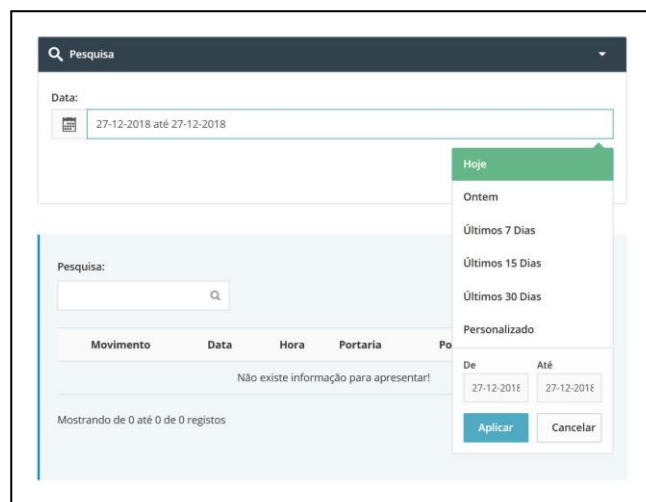 Pesquisa
Data:
27-12-2018 até 27-12-2018
Hoje
Ontem
Últimos 7 Dias
Últimos 15 Dias
Últimos 30 Dias
Personalizado
De Até
27-12-2018 27-12-2018
Aplicar Cancelar
Pesquisa:
Movimento Data Hora Portaria Po
Não existe informação para apresentar!
Mostrando de 0 até 0 de 0 registos